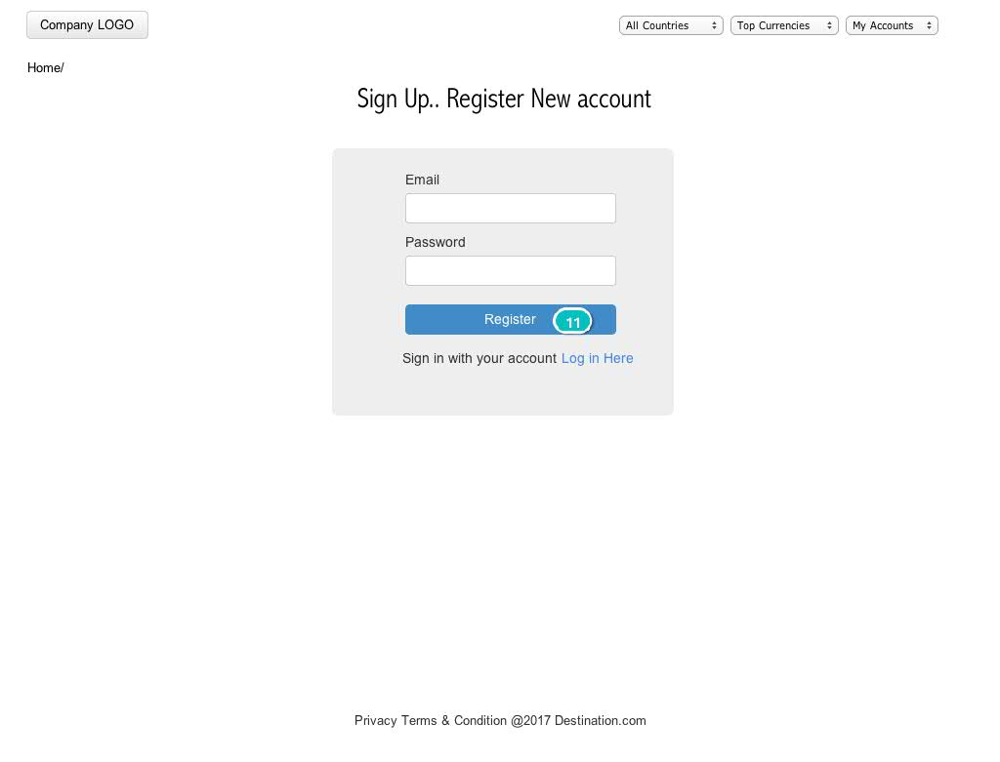 Company LOGO
All Countries Top Currencies My Accounts
Home/
Sign Up.. Register New account
Email
Password
Register 11
Sign in with your account Log in Here
Privacy Terms & Condition @2017 Destination.com